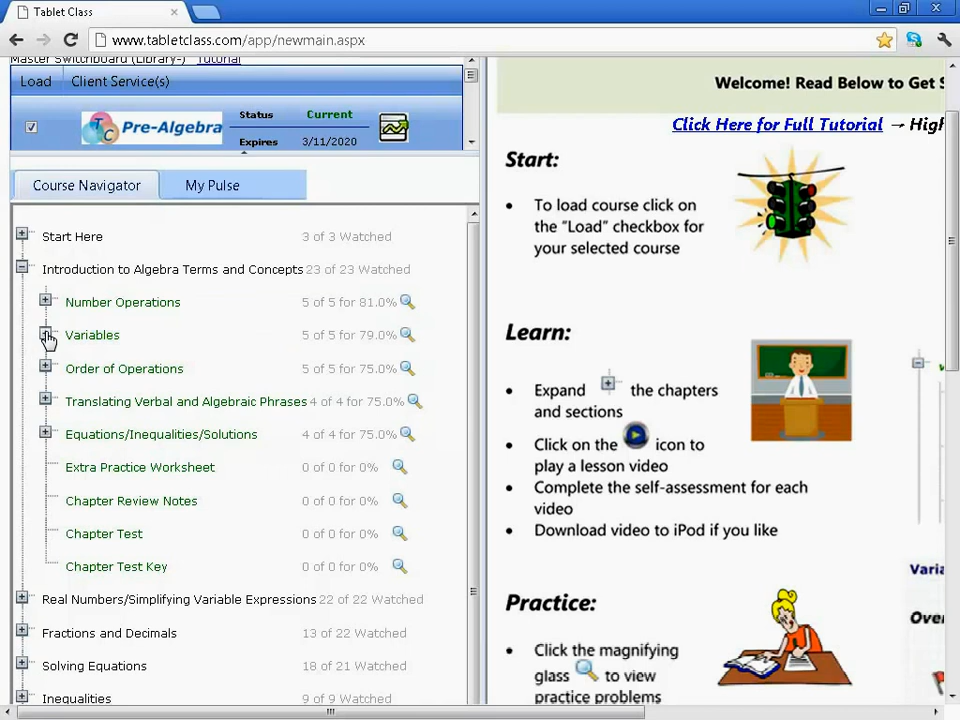 Tablet Class
www.tabletclass.com/app/newmain.aspx
Master Switchboard (Library-) Tutorial
Load Client Service(s)
TC Pre-Algebra
Status Current
Expires 3/11/2020
Course Navigator My Pulse
Start Here 3 of 3 Watched
Introduction to Algebra Terms and Concepts 23 of 23 Watched
Number Operations 5 of 5 for 81.0%
Variables 5 of 5 for 79.0%
Order of Operations 5 of 5 for 75.0%
Translating Verbal and Algebraic Phrases 4 of 4 for 75.0%
Equations/Inequalities/Solutions 4 of 4 for 75.0%
Extra Practice Worksheet 0 of 0 for 0%
Chapter Review Notes 0 of 0 for 0%
Chapter Test 0 of 0 for 0%
Chapter Test Key 0 of 0 for 0%
Real Numbers/Simplifying Variable Expressions 22 of 22 Watched
Fractions and Decimals 13 of 22 Watched
Solving Equations 18 of 21 Watched
Inequalities 9 of 9 Watched
Welcome! Read Below to Get S
Click Here for Full Tutorial → High
Start:
• To load course click on
the “Load” checkbox for
your selected course
Learn:
• Expand the chapters
and sections
• Click on the icon to
play a lesson video
• Complete the self-assessment for each
video
• Download video to iPod if you like
Varia
Over
Practice:
• Click the magnifying
glass to view
practice problems